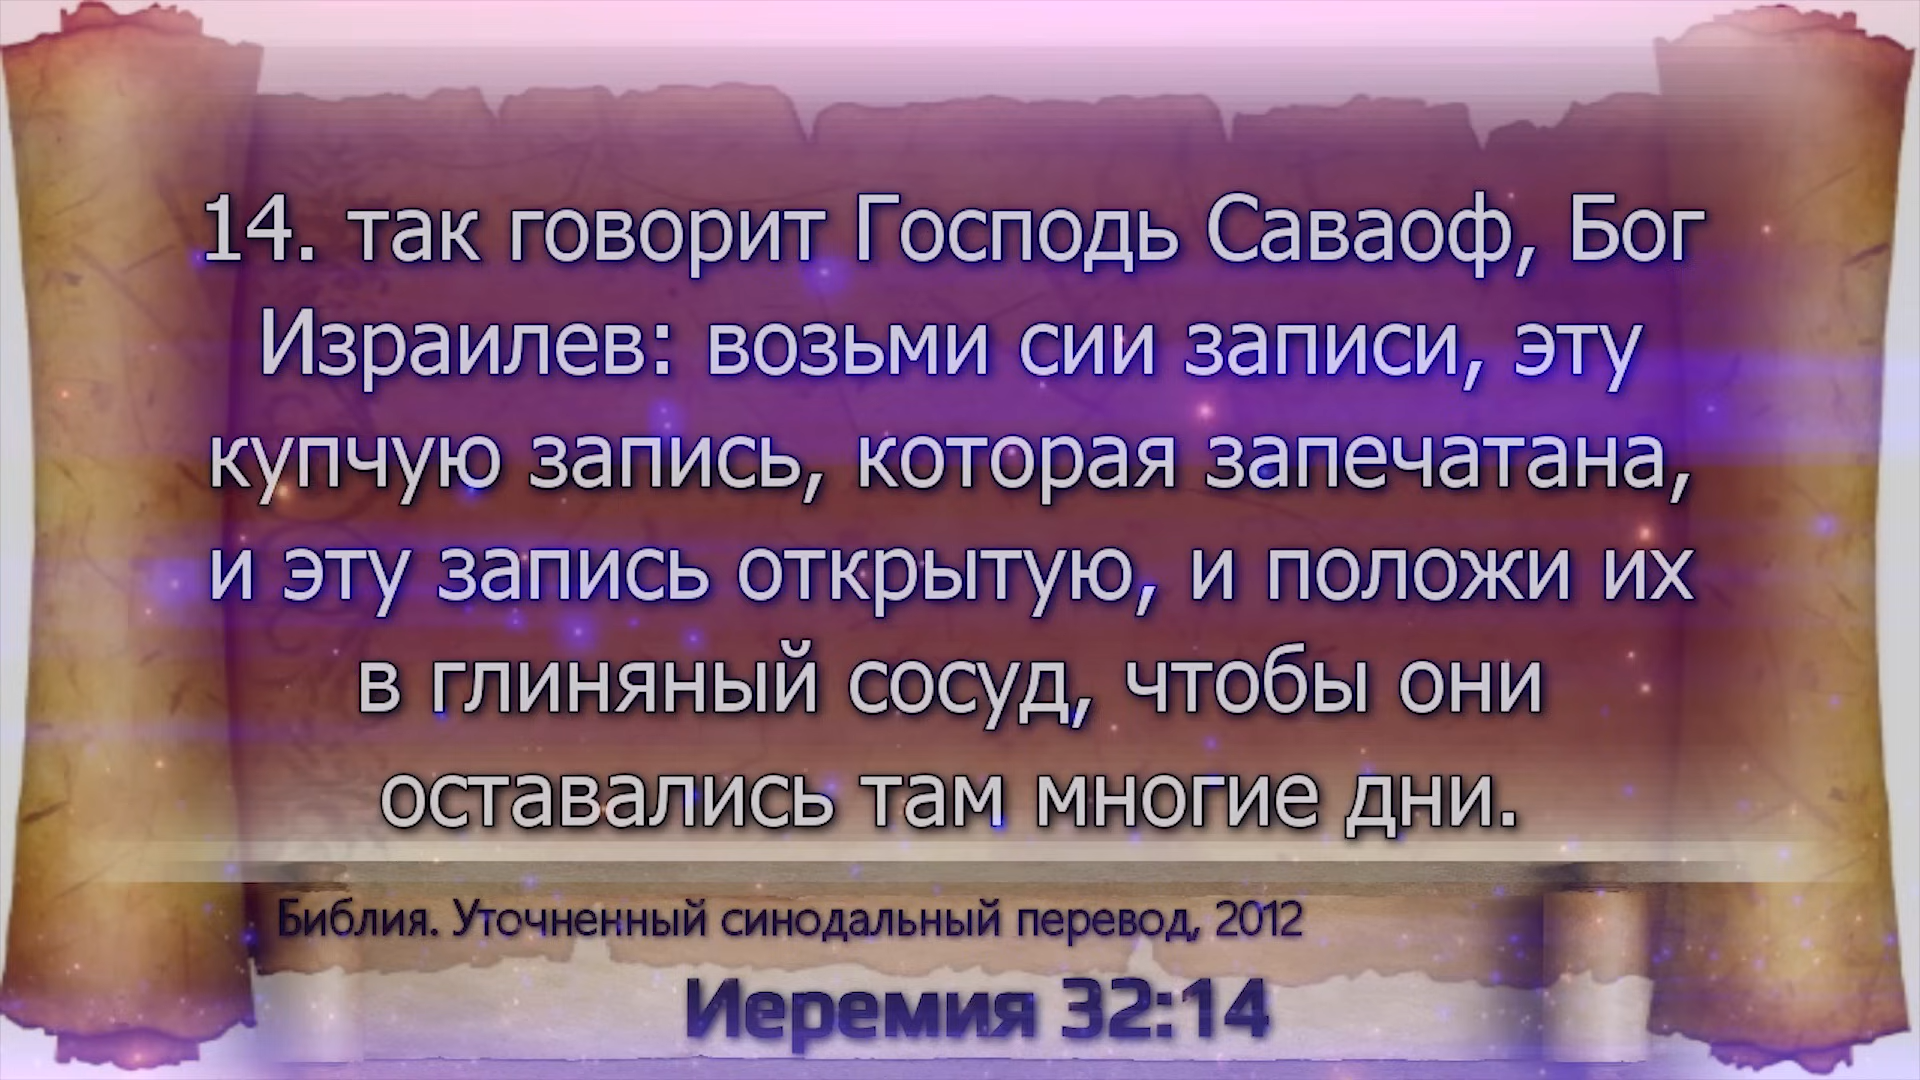 14. так говорит Господь Саваоф, Бог
Израилев: возьми сии записи, эту
купчую запись, которая запечатана,
и эту запись открытую, и положи их
в глиняный сосуд, чтобы они
оставались там многие дни.
Библия. Уточненный синодальный перевод, 2012
Иеремия 32:14